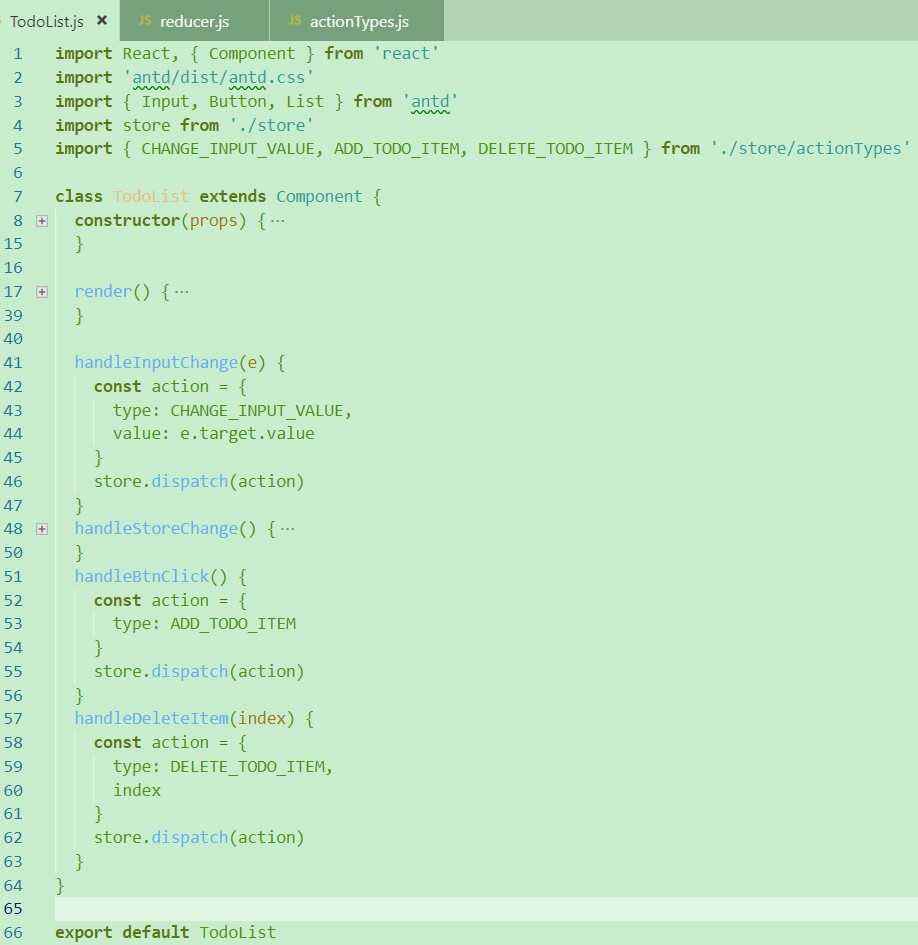 TodoList.js × JS reducer.js JS actionTypes.js
1 import React, { Component } from 'react'
2 import 'antd/dist/antd.css'
3 import { Input, Button, List } from 'antd'
4 import store from './store'
5 import { CHANGE_INPUT_VALUE, ADD_TODO_ITEM, DELETE_TODO_ITEM } from './store/actionTypes'
6
7 class TodoList extends Component {
8 constructor(props) { ···
15 }
16
17 render() { ···
39 }
40
41 handleInputChange(e) {
42 const action = {
43 type: CHANGE_INPUT_VALUE,
44 value: e.target.value
45 }
46 store.dispatch(action)
47 }
48 handleStoreChange() { ···
50 }
51 handleBtnClick() {
52 const action = {
53 type: ADD_TODO_ITEM
54 }
55 store.dispatch(action)
56 }
57 handleDeleteItem(index) {
58 const action = {
59 type: DELETE_TODO_ITEM,
60 index
61 }
62 store.dispatch(action)
63 }
64 }
65
66 export default TodoList